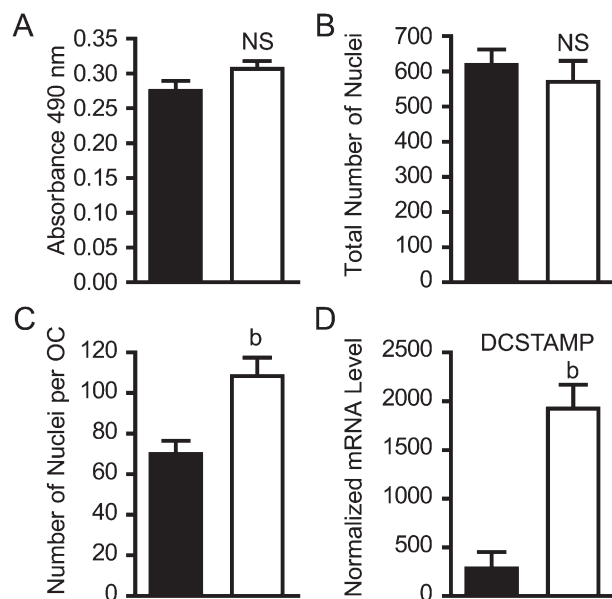 A
Absorbance 490 nm
0.35
0.30
0.25
0.20
0.15
0.10
0.05
0.00
NS
B
Total Number of Nuclei
700
600
500
400
300
200
100
0
NS
C
Number of Nuclei per OC
120
100
80
60
40
20
0
b
D
Normalized mRNA Level
2500
2000
1500
1000
500
0
DCSTAMP
b